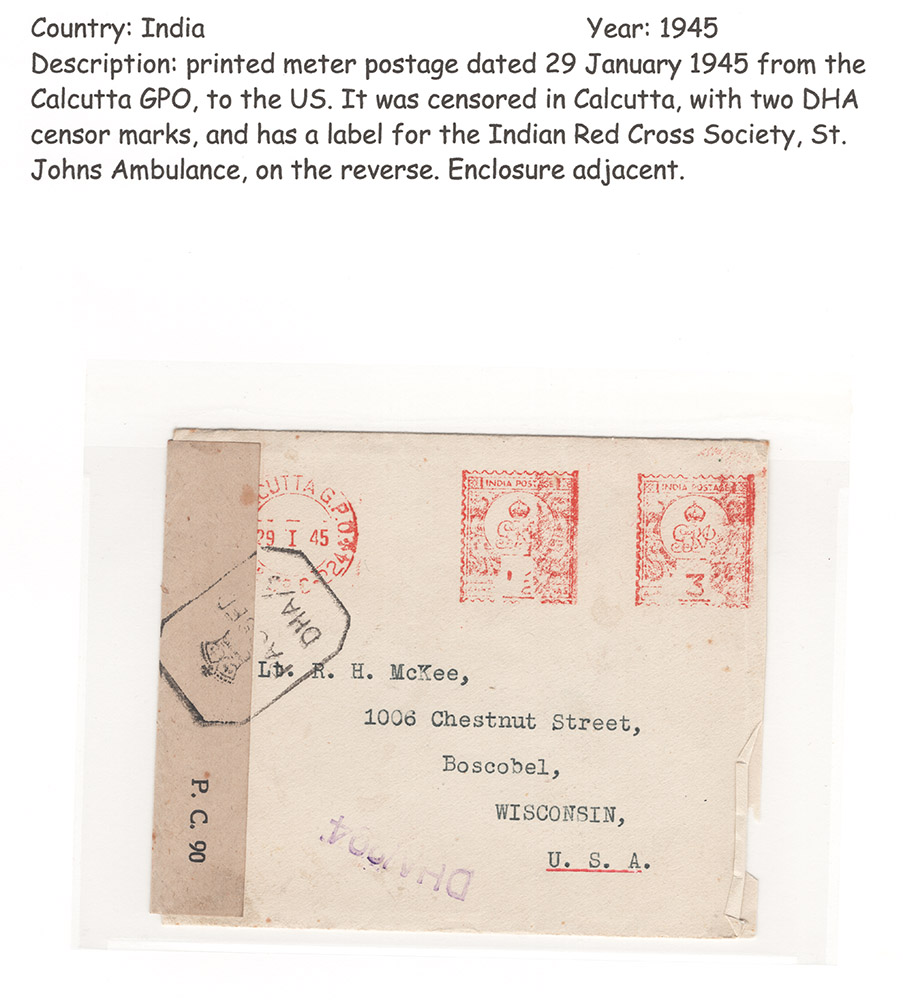 Country: India Year: 1945
Description: printed meter postage dated 29 January 1945 from the
Calcutta GPO, to the US. It was censored in Calcutta, with two DHA
censor marks, and has a label for the Indian Red Cross Society, St.
Johns Ambulance, on the reverse. Enclosure adjacent.
CUTTA G.P.O.
29 I 45
INDIA POSTAGE
INDIA POSTAGE
3
DHA/
Lt. R. H. McKee,
1006 Chestnut Street,
Boscobel,
WISCONSIN,
U. S. A.
P. C. 90